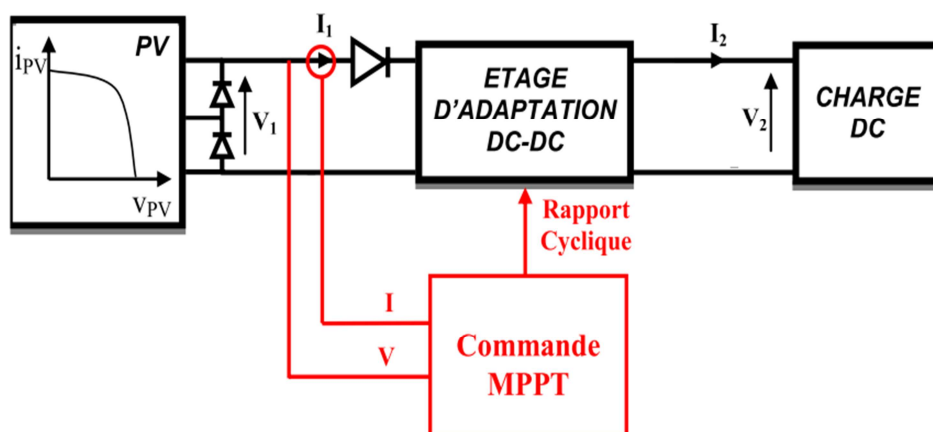 PV
iPV
vPV
V1
I1
ETAGE
D'ADAPTATION
DC-DC
I2
V2
CHARGE
DC
Rapport
Cyclique
I
V
Commande
MPPT